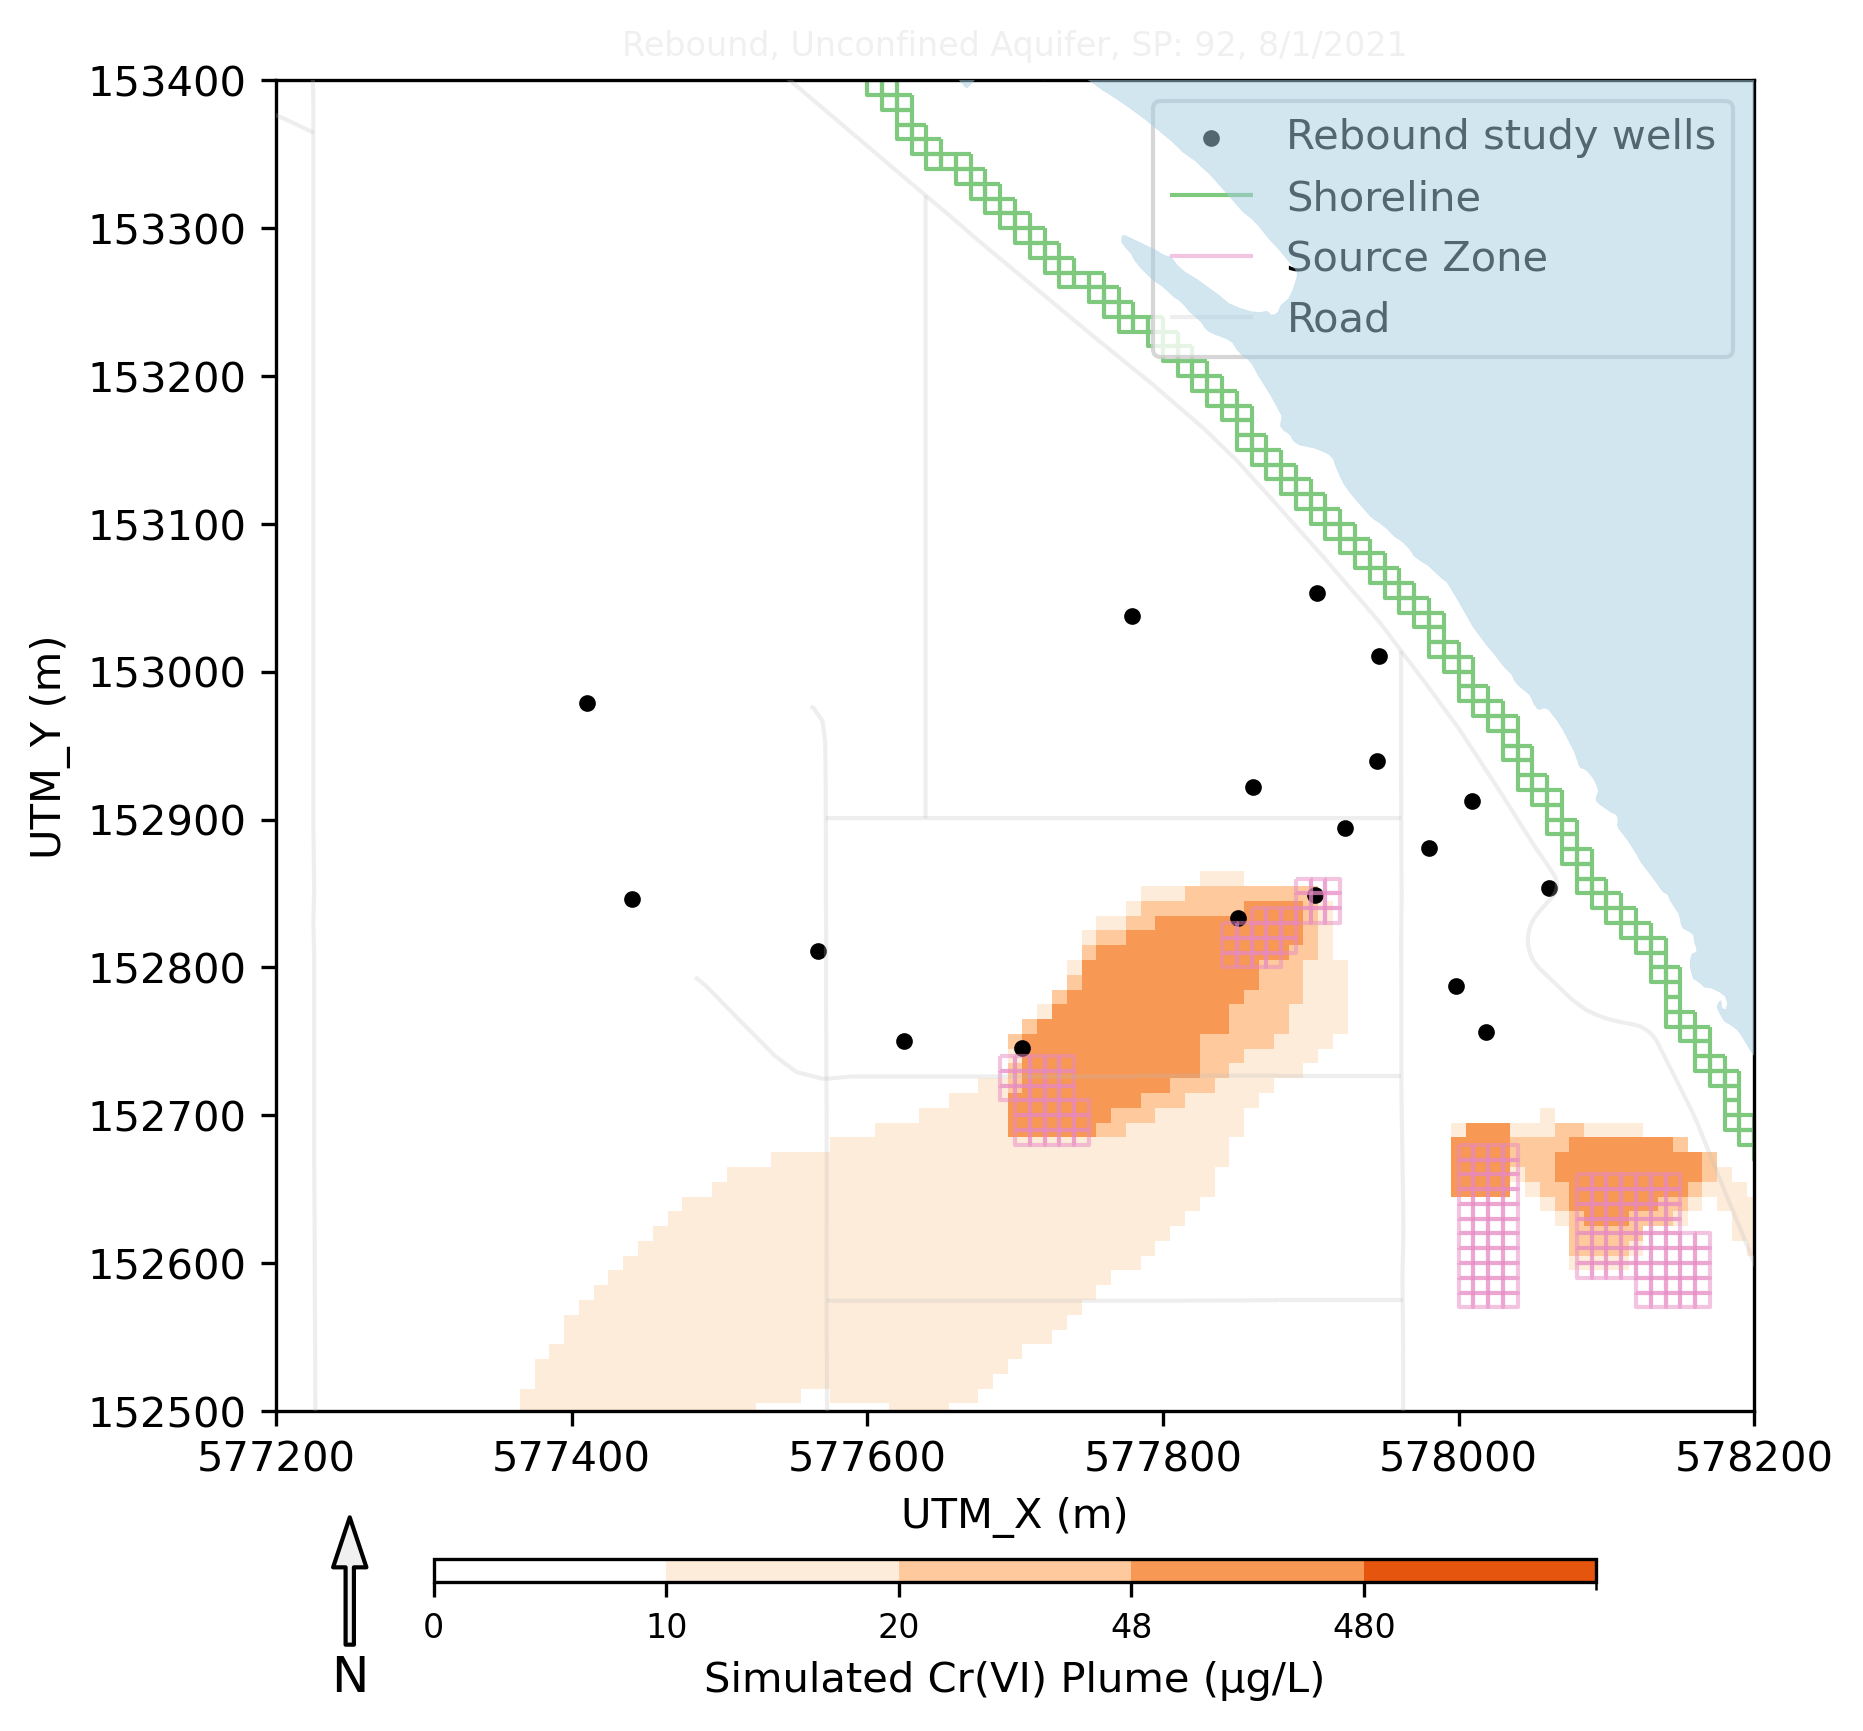 Rebound, Unconfined Aquifer, SP: 92, 8/1/2021
153400
153300
153200
153100
153000
152900
152800
152700
152600
152500
UTM_Y (m)
Rebound study wells
Shoreline
Source Zone
Road
577200 577400 577600 577800 578000 578200
UTM_X (m)
N
0 10 20 48 480
Simulated Cr(VI) Plume (µg/L)